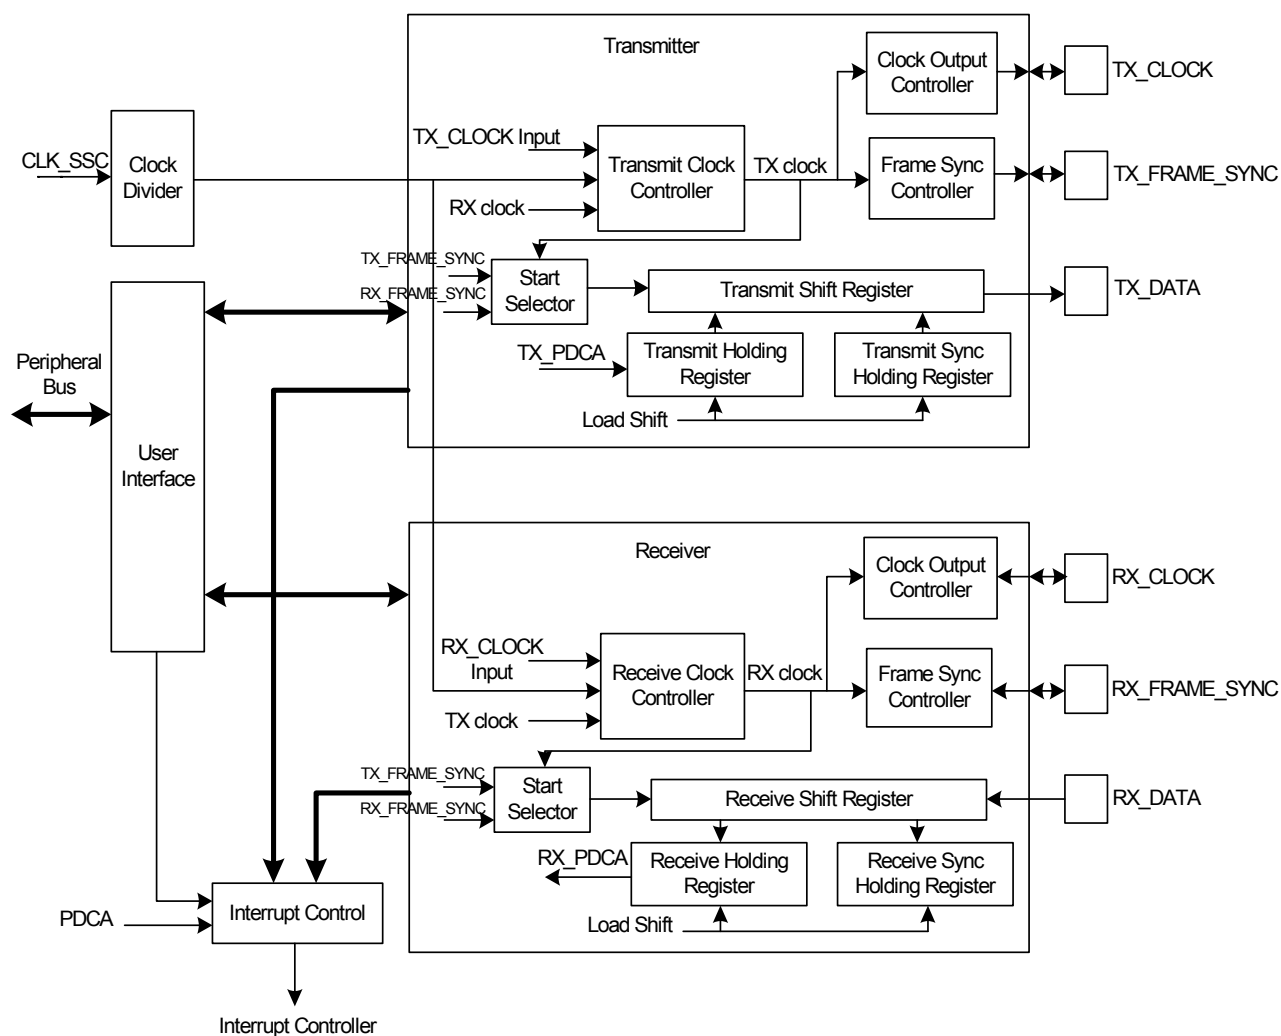 Transmitter
Clock Output
Controller
TX_CLOCK
TX_CLOCK Input
CLK_SSC
Clock
Divider
Transmit Clock
Controller
TX clock
Frame Sync
Controller
TX_FRAME_SYNC
RX clock
TX_FRAME_SYNC
RX_FRAME_SYNC
Start
Selector
Transmit Shift Register
TX_DATA
TX_PDCA
Transmit Holding
Register
Transmit Sync
Holding Register
Load Shift
Peripheral
Bus
User
Interface
Receiver
Clock Output
Controller
RX_CLOCK
RX_CLOCK
Input
Receive Clock
Controller
RX clock
Frame Sync
Controller
RX_FRAME_SYNC
TX clock
TX_FRAME_SYNC
RX_FRAME_SYNC
Start
Selector
Receive Shift Register
RX_DATA
RX_PDCA
Receive Holding
Register
Receive Sync
Holding Register
Load Shift
PDCA
Interrupt Control
Interrupt Controller